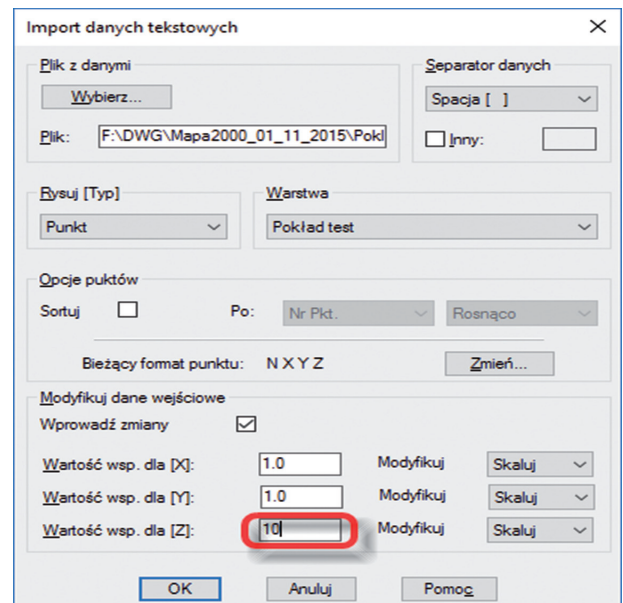 Import danych tekstowych
Plik z danymi
Wybierz...
Plik: F:\DWG\Mapa2000_01_11_2015\Pokl
Separator danych
Spacja [ ]
Inny:
Rysuj [Typ]
Punkt
Warstwa
Pokład test
Opcje puktów
Sortuj Po: Nr Pkt. Rosnąco
Bieżący format punktu: N X Y Z Zmień...
Modyfikuj dane wejściowe
Wprowadź zmiany
Wartość wsp. dla [X]: 1.0 Modyfikuj Skaluj
Wartość wsp. dla [Y]: 1.0 Modyfikuj Skaluj
Wartość wsp. dla [Z]: 10 Modyfikuj Skaluj
OK Anuluj Pomoc